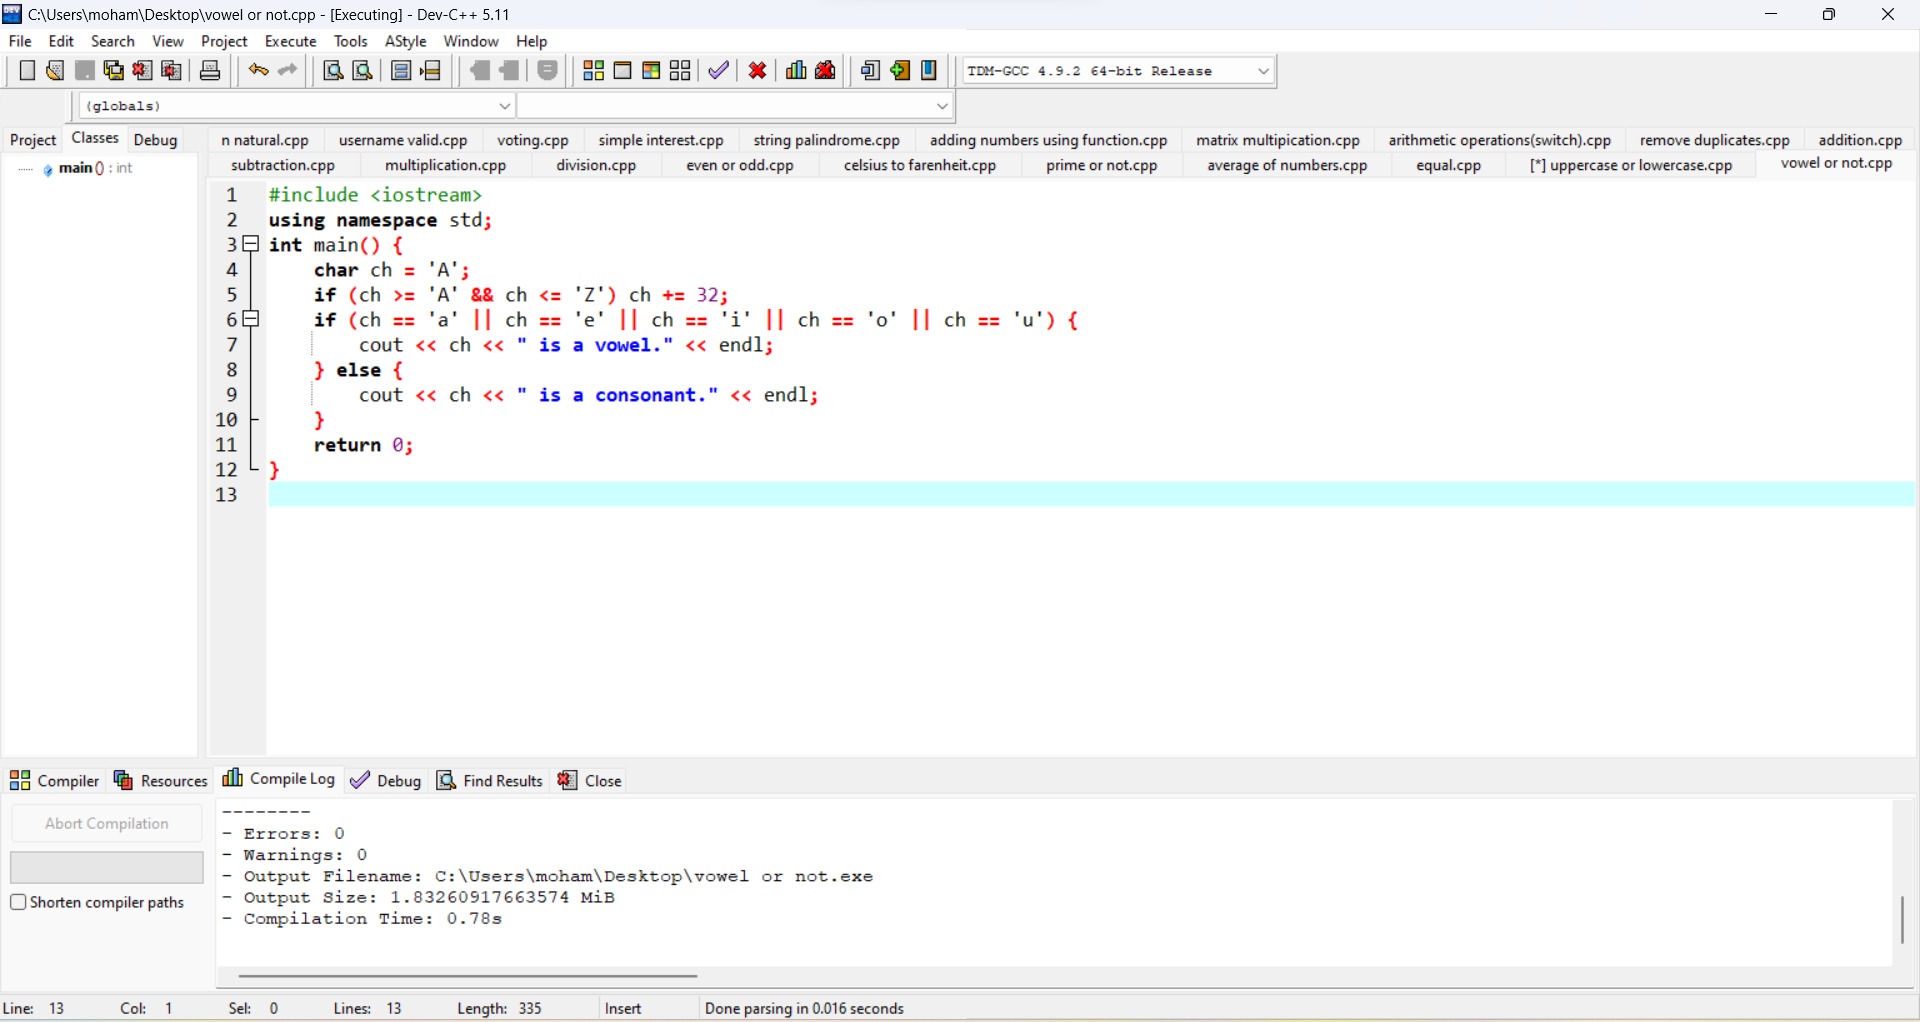 C:\Users\moham\Desktop\vowel or not.cpp - [Executing] - Dev-C++ 5.11
File Edit Search View Project Execute Tools AStyle Window Help
TDM-GCC 4.9.2 64-bit Release
(globals)
Project Classes Debug
n natural.cpp username valid.cpp voting.cpp simple interest.cpp string palindrome.cpp adding numbers using function.cpp matrix multipication.cpp arithmetic operations(switch).cpp remove duplicates.cpp addition.cpp
subtraction.cpp multiplication.cpp division.cpp even or odd.cpp celsius to farenheit.cpp prime or not.cpp average of numbers.cpp equal.cpp [*] uppercase or lowercase.cpp vowel or not.cpp
main () : int
1 #include <iostream>
2 using namespace std;
3 int main() {
4 char ch = 'A';
5 if (ch >= 'A' && ch <= 'Z') ch += 32;
6 if (ch == 'a' || ch == 'e' || ch == 'i' || ch == 'o' || ch == 'u') {
7 cout << ch << " is a vowel." << endl;
8 } else {
9 cout << ch << " is a consonant." << endl;
10 }
11 return 0;
12 }
13
Compiler Resources Compile Log Debug Find Results Close
Abort Compilation
Shorten compiler paths
--------
- Errors: 0
- Warnings: 0
- Output Filename: C:\Users\moham\Desktop\vowel or not.exe
- Output Size: 1.83260917663574 MiB
- Compilation Time: 0.78s
Line: 13 Col: 1 Sel: 0 Lines: 13 Length: 335 Insert Done parsing in 0.016 seconds